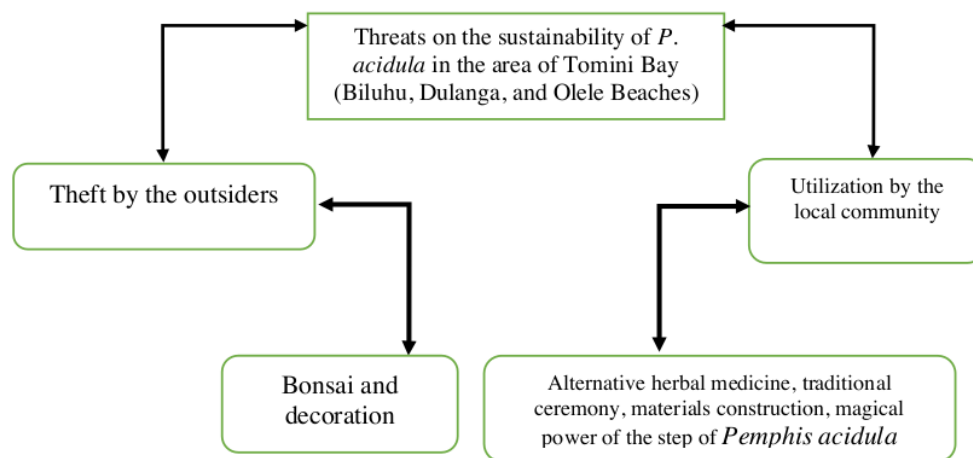 Threats on the sustainability of P.
acidula in the area of Tomini Bay
(Biluhu, Dulanga, and Olele Beaches)
Theft by the outsiders
Utilization by the
local community
Bonsai and
decoration
Alternative herbal medicine, traditional
ceremony, materials construction, magical
power of the step of Pemphis acidula